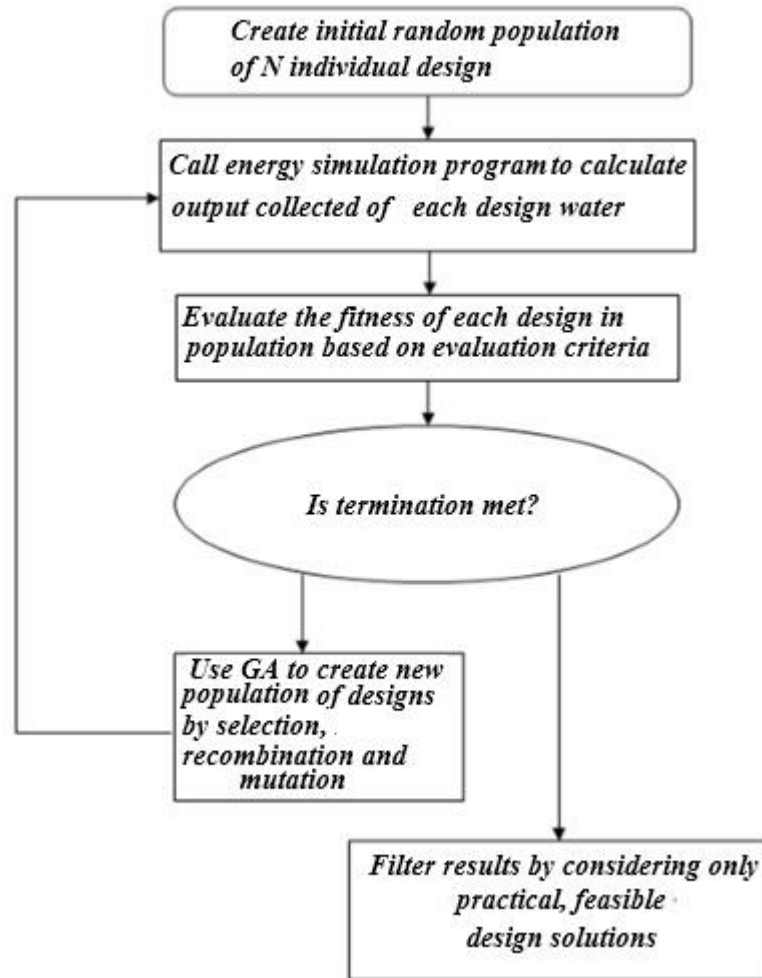 Create initial random population
of N individual design
Call energy simulation program to calculate
output collected of each design water
Evaluate the fitness of each design in
population based on evaluation criteria
Is termination met?
Use GA to create new
population of designs
by selection,
recombination and
mutation
Filter results by considering only
practical, feasible
design solutions